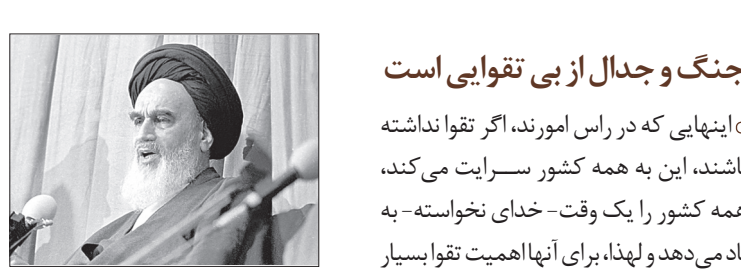 جنگ و جدال از بی تقوایی است
اینهایی که در راس امورند، اگر تقوا نداشته
باشند، این به همه کشور ســرایت می‌کند،
همه کشور را یک وقت- خدای نخواسته- به
باد می‌دهد و لهذا، برای آنها اهمیت تقوا بسیار